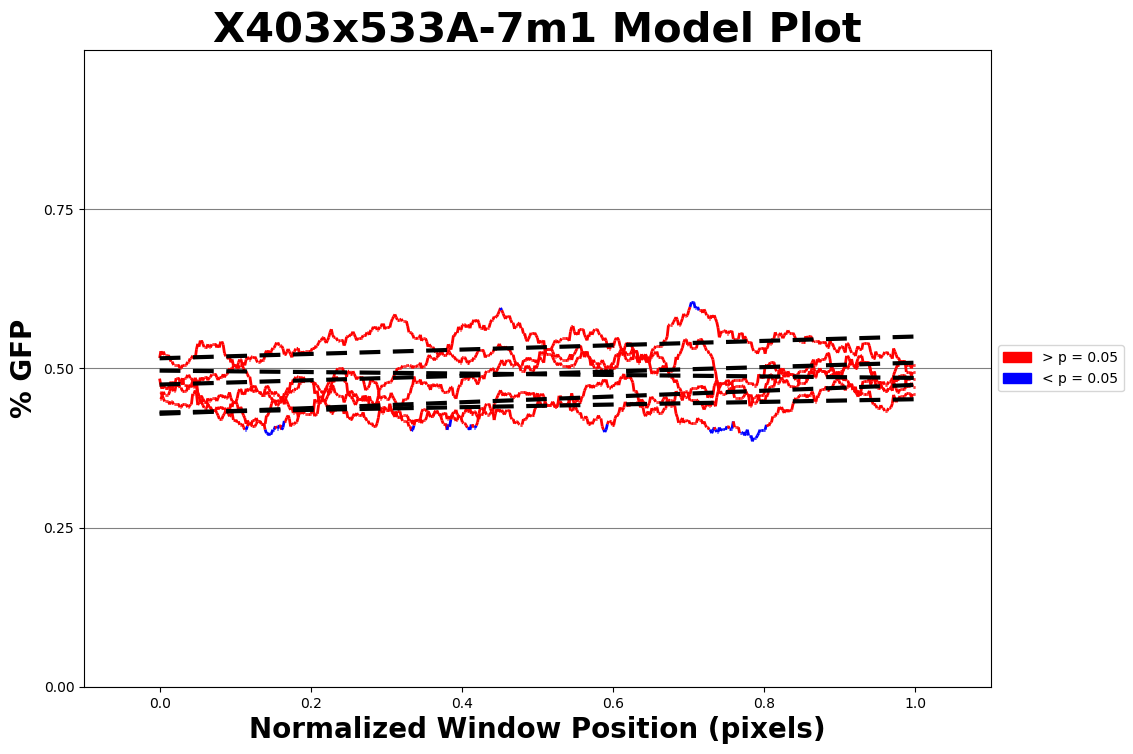 X403x533A-7m1 Model Plot
% GFP
0.75
0.50
0.25
0.00
0.0 0.2 0.4 0.6 0.8 1.0
Normalized Window Position (pixels)
> p = 0.05
< p = 0.05